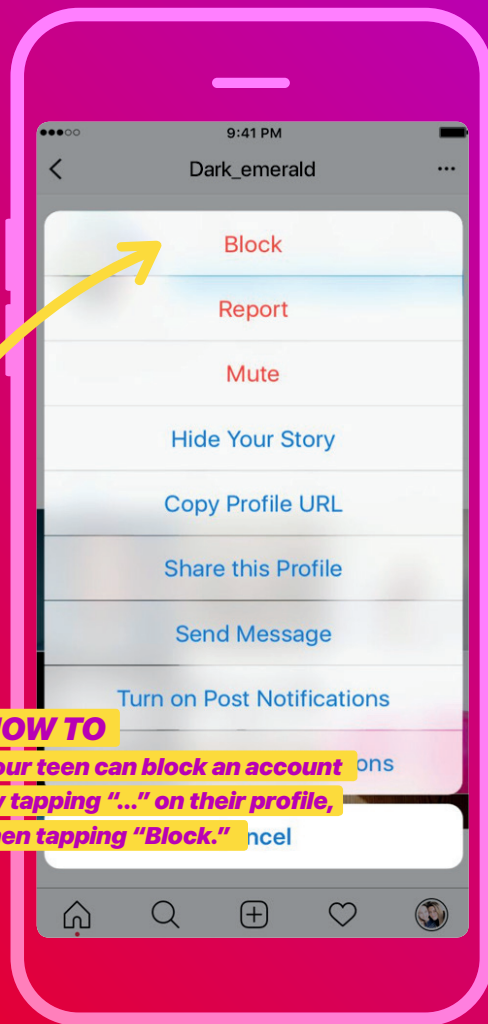 9:41 PM
Dark_emerald
...
Block
Report
Mute
Hide Your Story
Copy Profile URL
Share this Profile
Send Message
Turn on Post Notifications
OW TO
our teen can block an account
tapping “...” on their profile,
en tapping “Block.”
ons
ncel